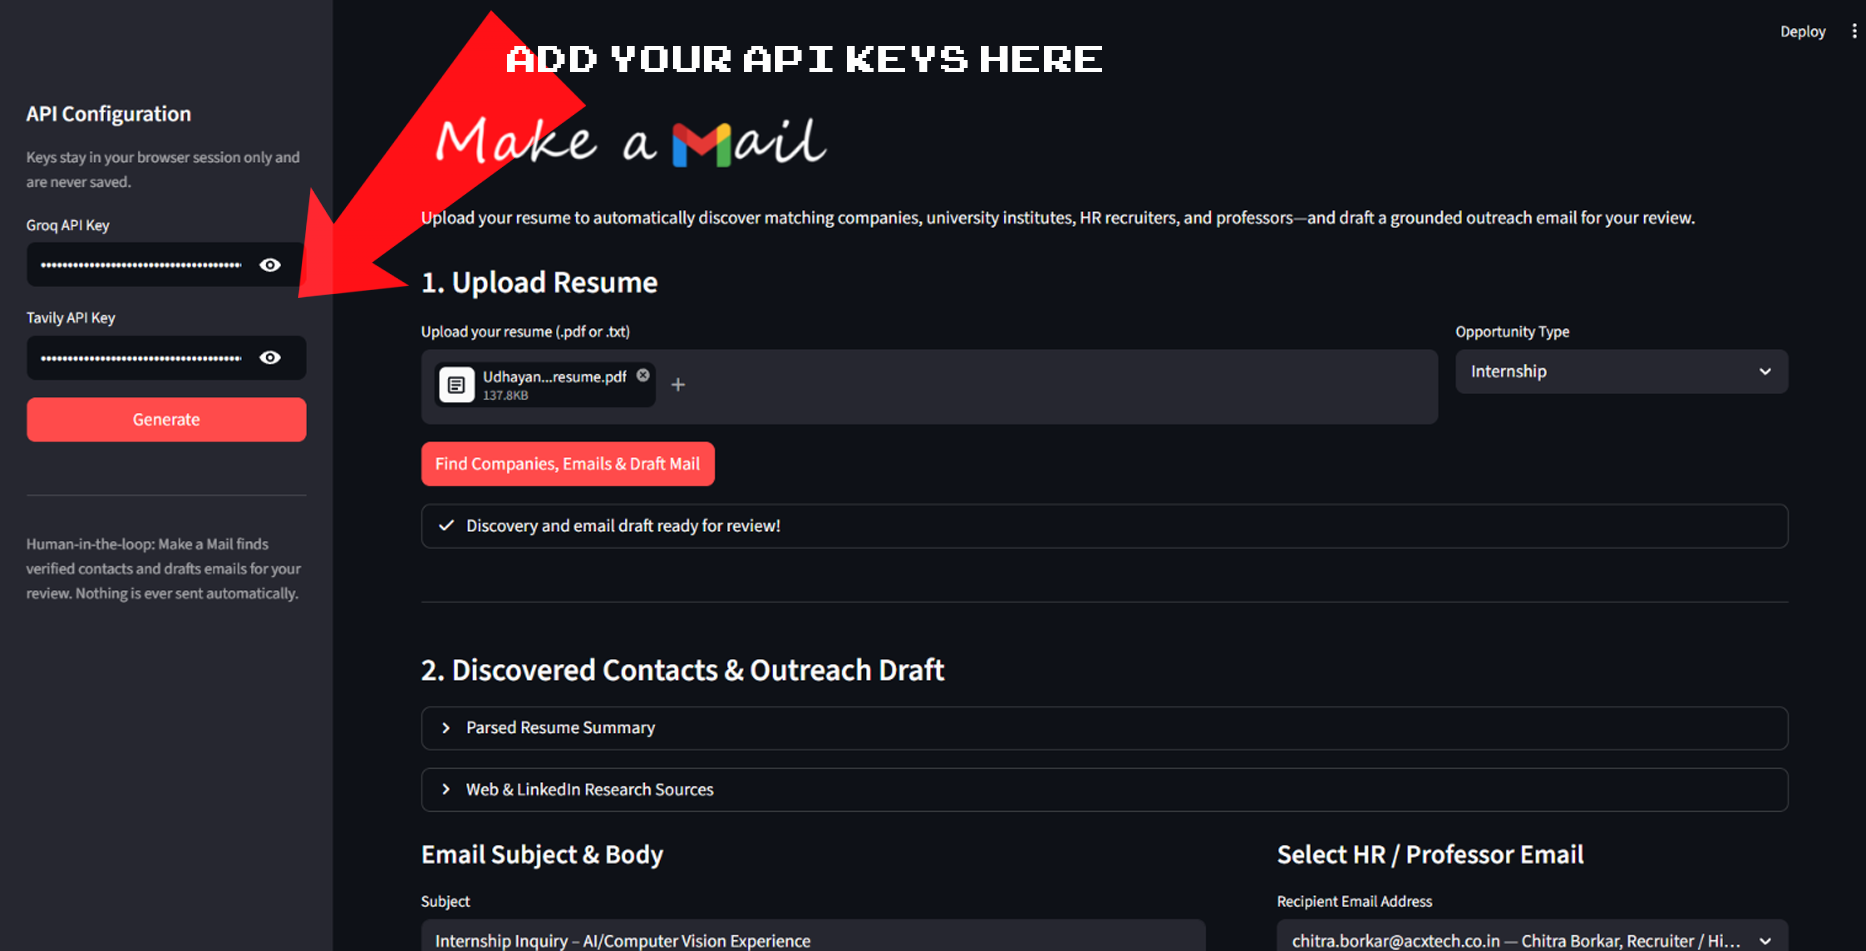 Deploy
ADD YOUR API KEYS HERE
API Configuration
Keys stay in your browser session only and
are never saved.
Groq API Key
Tavily API Key
Generate
Human-in-the-loop: Make a Mail finds
verified contacts and drafts emails for your
review. Nothing is ever sent automatically.
Make a Mail
Upload your resume to automatically discover matching companies, university institutes, HR recruiters, and professors—and draft a grounded outreach email for your review.
1. Upload Resume
Upload your resume (.pdf or .txt)
Udhayan...resume.pdf
137.8KB
Opportunity Type
Internship
Find Companies, Emails & Draft Mail
Discovery and email draft ready for review!
2. Discovered Contacts & Outreach Draft
Parsed Resume Summary
Web & LinkedIn Research Sources
Email Subject & Body
Subject
Internship Inquiry – AI/Computer Vision Experience
Select HR / Professor Email
Recipient Email Address
chitra.borkar@acxtech.co.in — Chitra Borkar, Recruiter / Hi...